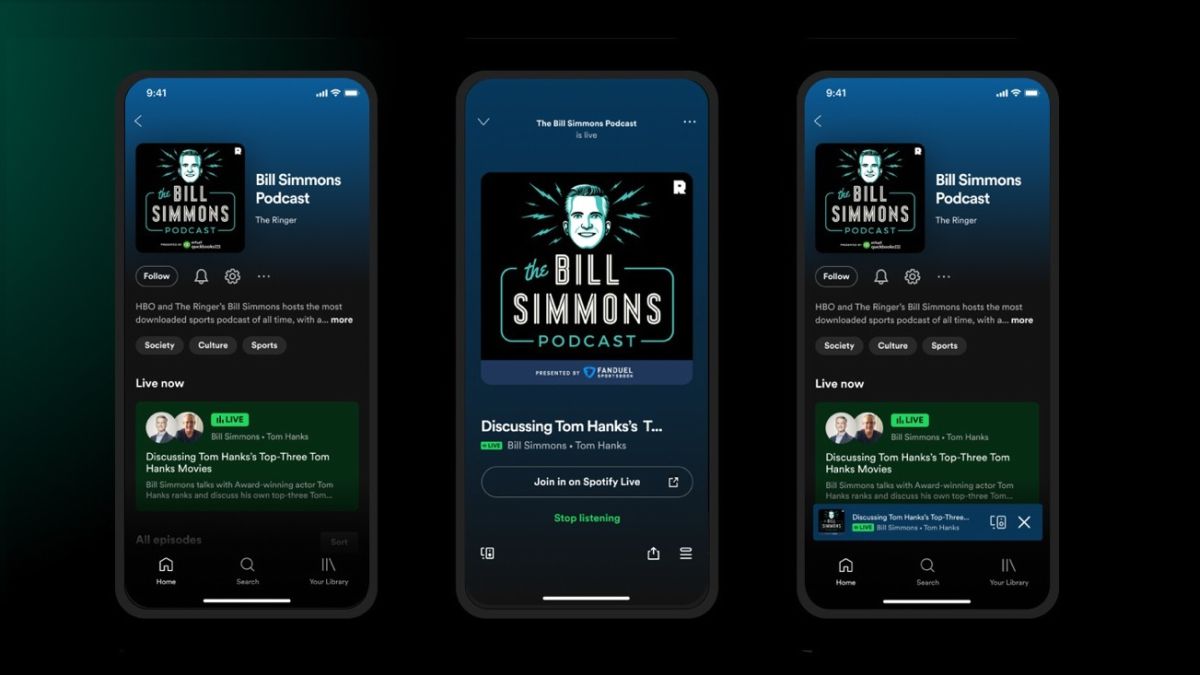 9:41
the
BILL
SIMMONS
PODCAST
PRESENTED BY
Bill Simmons
Podcast
The Ringer
Follow
HBO and The Ringer's Bill Simmons hosts the most
downloaded sports podcast of all time, with a... more
Society Culture Sports
Live now
LIVE
Bill Simmons • Tom Hanks
Discussing Tom Hanks's Top-Three Tom
Hanks Movies
Bill Simmons talks with Award-winning actor Tom
Hanks ranks and discuss his own top-three Tom...
All episodes Sort
Home Search Your Library
The Bill Simmons Podcast
is live
R
the
BILL
SIMMONS
PODCAST
PRESENTED BY FANDUEL
SPORTSBOOK
Discussing Tom Hanks's T...
LIVE Bill Simmons • Tom Hanks
Join in on Spotify Live
Stop listening
9:41
the
BILL
SIMMONS
PODCAST
PRESENTED BY
Bill Simmons
Podcast
The Ringer
Follow
HBO and The Ringer's Bill Simmons hosts the most
downloaded sports podcast of all time, with a... more
Society Culture Sports
Live now
LIVE
Bill Simmons • Tom Hanks
Discussing Tom Hanks's Top-Three Tom
Hanks Movies
Bill Simmons talks with Award-winning actor Tom
Hanks ranks and discuss his own top-three Tom...
Discussing Tom Hanks's Top-Three...
LIVE Bill Simmons • Tom Hanks
Home Search Your Library